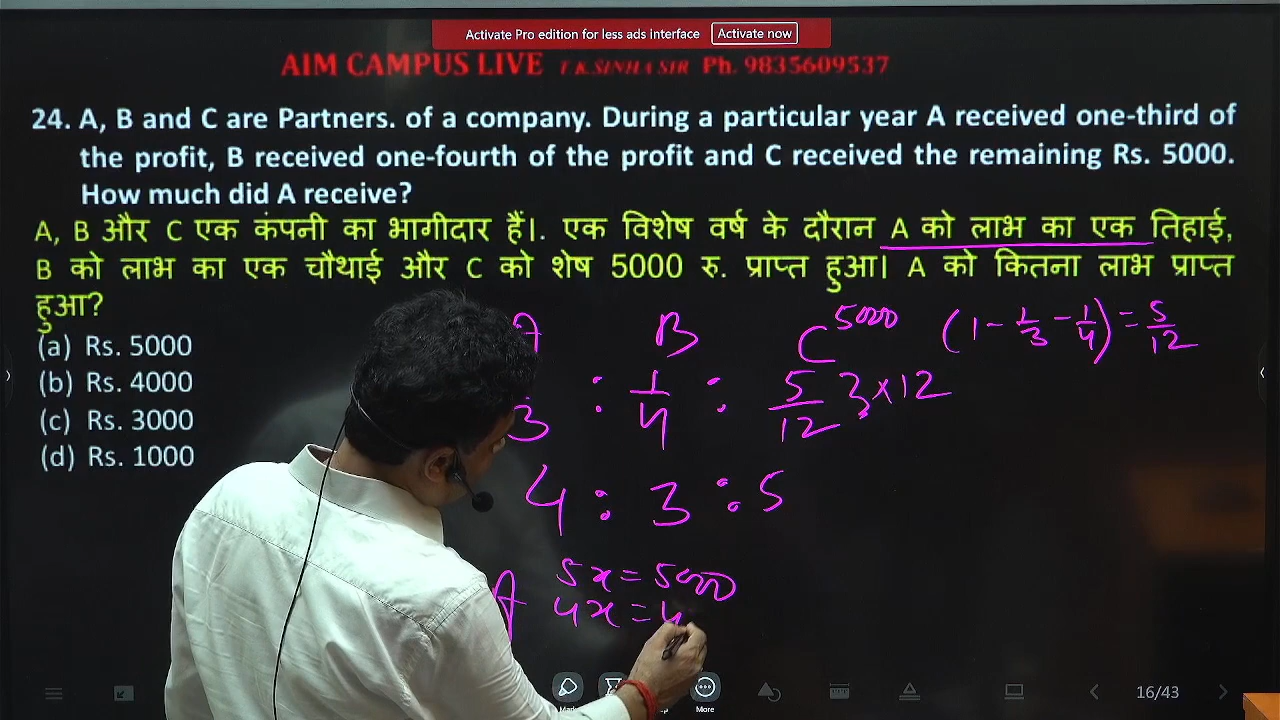 Activate Pro edition for less ads interface Activate now
AIM CAMPUS LIVE T.K.SINHA SIR Ph. 9835609537
24. A, B and C are Partners. of a company. During a particular year A received one-third of
the profit, B received one-fourth of the profit and C received the remaining Rs. 5000.
How much did A receive?
A, B और C एक कंपनी का भागीदार हैं।. एक विशेष वर्ष के दौरान A को लाभ का एक तिहाई,
B को लाभ का एक चौथाई और C को शेष 5000 रु. प्राप्त हुआ। A को कितना लाभ प्राप्त
हुआ?
(a) Rs. 5000
(b) Rs. 4000
(c) Rs. 3000
(d) Rs. 1000
A B C 5000 (1 - 1/3 - 1/4) = 5/12
3 : 1/4 : 5/12 } x 12
4 : 3 : 5
5x = 5000
A 4x = 4
More
16/43